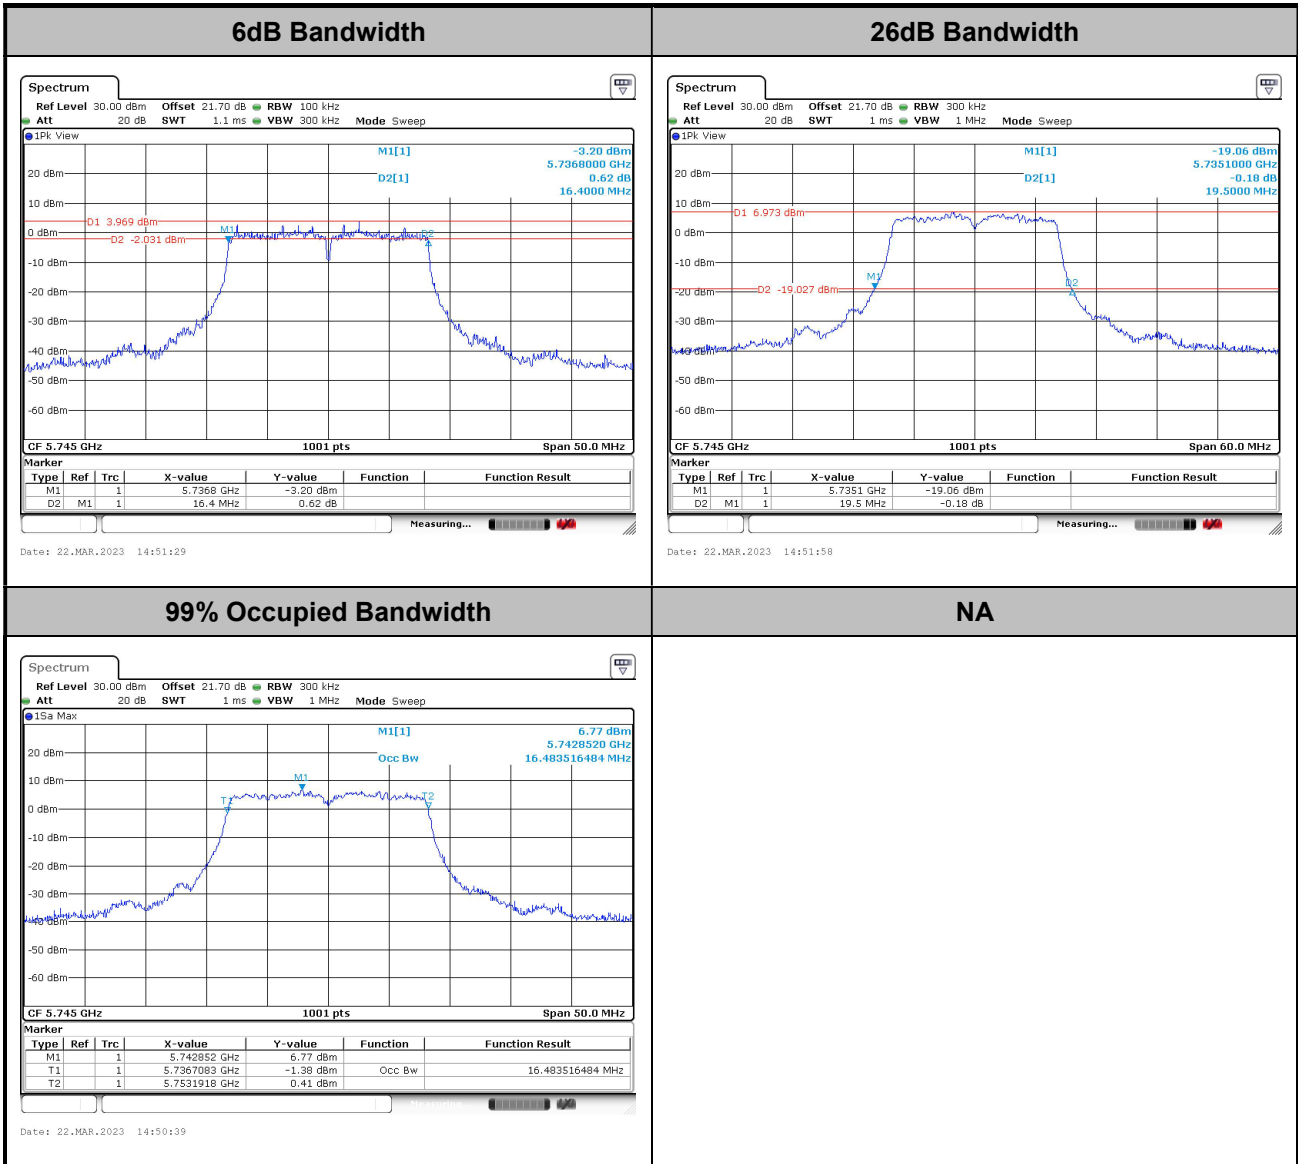 6dB Bandwidth
26dB Bandwidth
Spectrum
Ref Level 30.00 dBm Offset 21.70 dB RBW 100 kHz
Att 20 dB SWT 1.1 ms VBW 300 kHz Mode Sweep
1Pk View
M1[1] -3.20 dBm
5.7368000 GHz
20 dBm
D2[1] 0.62 dB
16.4000 MHz
10 dBm
D1 3.969 dBm
M1
D2
0 dBm
D2 -2.031 dBm
-10 dBm
-20 dBm
-30 dBm
-40 dBm
-50 dBm
-60 dBm
CF 5.745 GHz 1001 pts Span 50.0 MHz
Marker
Type Ref Trc X-value Y-value Function Function Result
M1 1 5.7368 GHz -3.20 dBm
D2 M1 1 16.4 MHz 0.62 dB
Measuring...
Date: 22.MAR.2023 14:51:29
Spectrum
Ref Level 30.00 dBm Offset 21.70 dB RBW 300 kHz
Att 20 dB SWT 1 ms VBW 1 MHz Mode Sweep
1Pk View
M1[1] -19.06 dBm
5.7351000 GHz
20 dBm
D2[1] -0.18 dB
19.5000 MHz
10 dBm
D1 6.973 dBm
0 dBm
-10 dBm
M1
D2
-20 dBm
D2 -19.027 dBm
-30 dBm
-40 dBm
-50 dBm
-60 dBm
CF 5.745 GHz 1001 pts Span 60.0 MHz
Marker
Type Ref Trc X-value Y-value Function Function Result
M1 1 5.7351 GHz -19.06 dBm
D2 M1 1 19.5 MHz -0.18 dB
Measuring...
Date: 22.MAR.2023 14:51:58
99% Occupied Bandwidth
NA
Spectrum
Ref Level 30.00 dBm Offset 21.70 dB RBW 300 kHz
Att 20 dB SWT 1 ms VBW 1 MHz Mode Sweep
1Sa Max
M1[1] 6.77 dBm
5.7428520 GHz
20 dBm
Occ Bw 16.483516484 MHz
10 dBm
M1
T1
T2
0 dBm
-10 dBm
-20 dBm
-30 dBm
-40 dBm
-50 dBm
-60 dBm
CF 5.745 GHz 1001 pts Span 50.0 MHz
Marker
Type Ref Trc X-value Y-value Function Function Result
M1 1 5.742852 GHz 6.77 dBm
T1 1 5.7367083 GHz -1.38 dBm Occ Bw 16.483516484 MHz
T2 1 5.7531918 GHz 0.41 dBm
Measuring...
Date: 22.MAR.2023 14:50:39